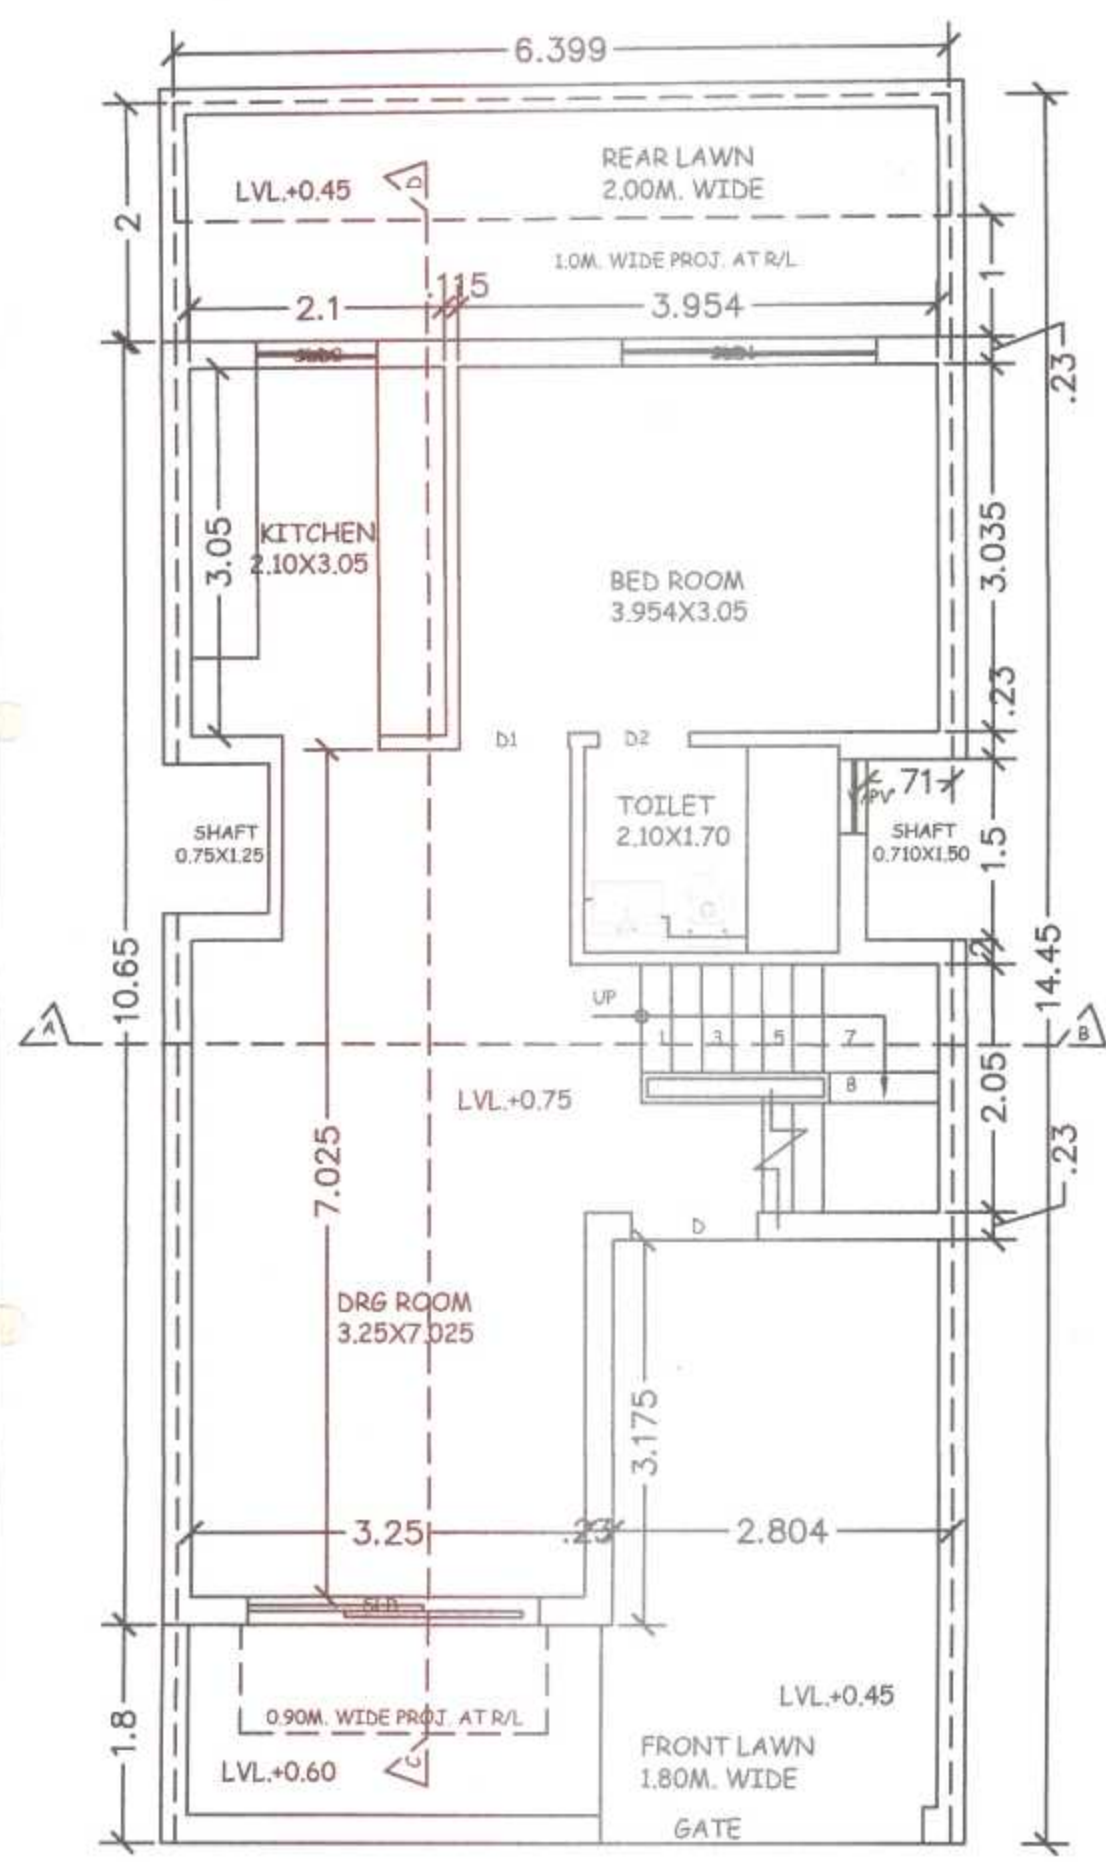 6.399
REAR LAWN
2.00M. WIDE
LVL.+0.45
D
2
1.0M. WIDE PROJ. AT R/L
1
.115
2.1
3.954
.23
3.05
KITCHEN
2.10X3.05
BED ROOM
3.954X3.05
3.035
.23
D1
D2
TOILET
2.10X1.70
.71
PV
SHAFT
0.75X1.25
SHAFT
0.710X1.50
1.5
10.65
14.45
UP
1
3
5
7
A
B
8
LVL.+0.75
2.05
.23
7.025
D
DRG ROOM
3.25X7.025
3.175
3.25
.23
2.804
1.8
0.90M. WIDE PROJ. AT R/L
LVL.+0.45
FRONT LAWN
1.80M. WIDE
LVL.+0.60
C
GATE